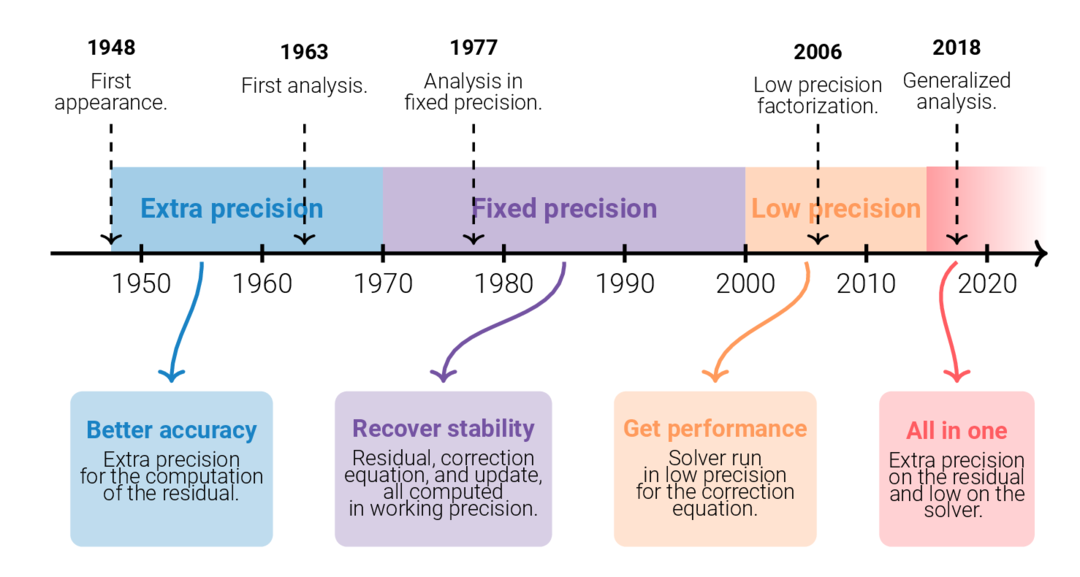 1948
First
appearance.
1963
First analysis.
1977
Analysis in
fixed precision.
2006
Low precision
factorization.
2018
Generalized
analysis.
Extra precision
Fixed precision
Low precision
1950
1960
1970
1980
1990
2000
2010
2020
Better accuracy
Extra precision
for the computation
of the residual.
Recover stability
Residual, correction
equation, and update,
all computed
in working precision.
Get performance
Solver run
in low precision
for the correction
equation.
All in one
Extra precision
on the residual
and low on the
solver.